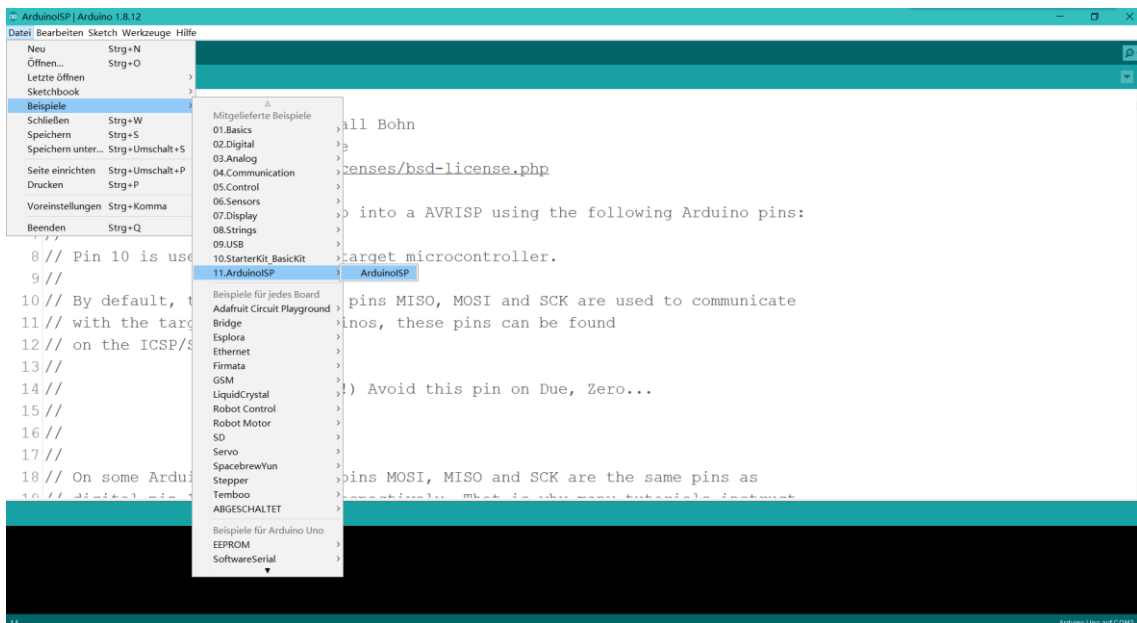 ArduinoISP | Arduino 1.8.12
Datei Bearbeiten Sketch Werkzeuge Hilfe
Neu Strg+N
Öffnen... Strg+O
Letzte öffnen
Sketchbook
Beispiele
Schließen Strg+W
Speichern Strg+S
Speichern unter... Strg+Umschalt+S
Seite einrichten Strg+Umschalt+P
Drucken Strg+P
Voreinstellungen Strg+Komma
Beenden Strg+Q
Mitgelieferte Beispiele
01.Basics
02.Digital
03.Analog
04.Communication
05.Control
06.Sensors
07.Display
08.Strings
09.USB
10.StarterKit_BasicKit
11.ArduinoISP
ArduinoISP
Beispiele für jedes Board
Adafruit Circuit Playground
Bridge
Esplora
Ethernet
Firmata
GSM
LiquidCrystal
Robot Control
Robot Motor
SD
Servo
SpacebrewYun
Stepper
Temboo
ABGESCHALTET
Beispiele für Arduino Uno
EEPROM
SoftwareSerial
all Bohn
censes/bsd-license.php
o into a AVRISP using the following Arduino pins:
8 // Pin 10 is use target microcontroller.
9 //
10 // By default, t pins MISO, MOSI and SCK are used to communicate
11 // with the targ inos, these pins can be found
12 // on the ICSP/S
13 //
14 // !) Avoid this pin on Due, Zero...
15 //
16 //
17 //
18 // On some Ardui pins MOSI, MISO and SCK are the same pins as
14
Arduino Uno auf COM3